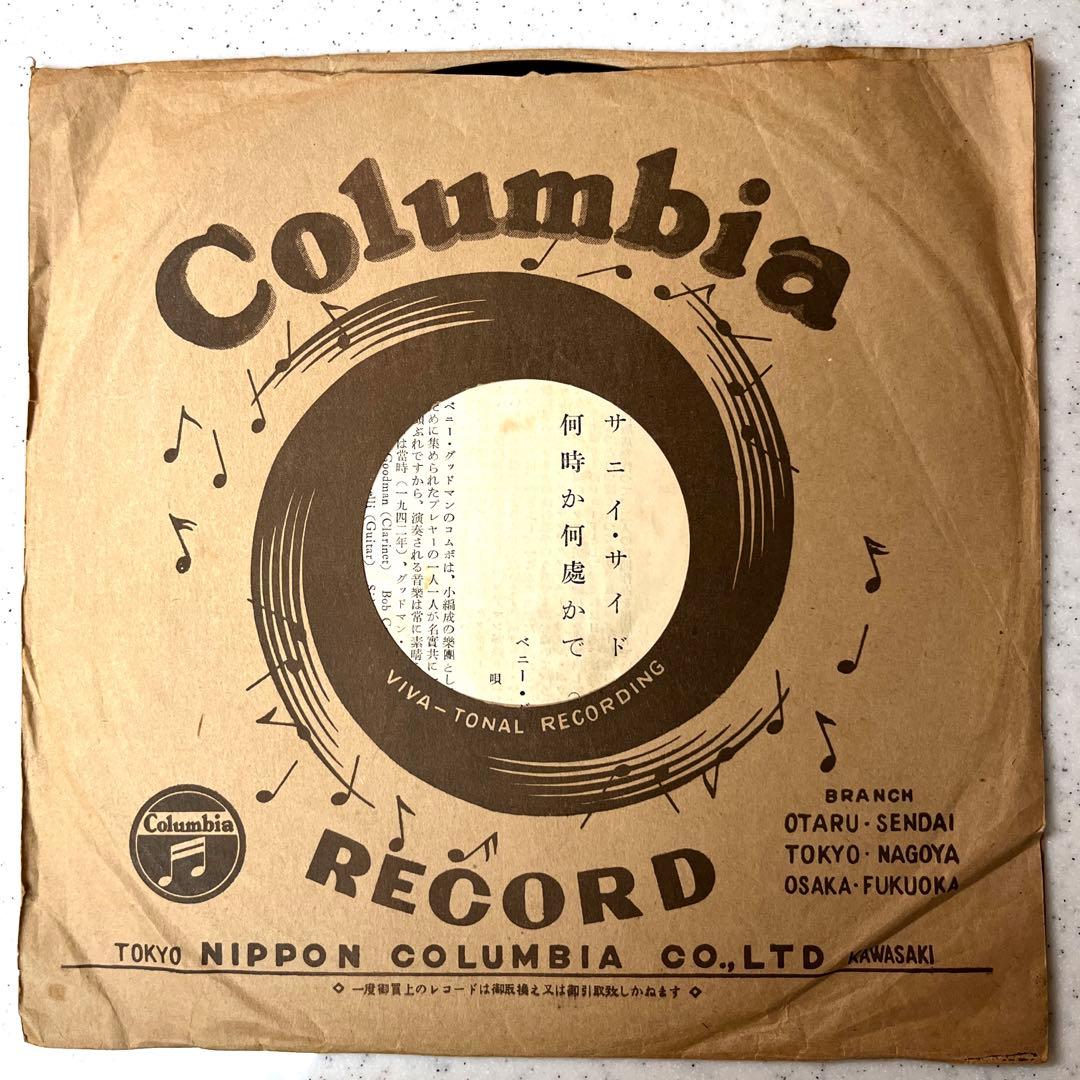 Columbia
サニイ・サイド
何時か何處かで
ベニー・
唄
ベニー・グッドマンのコムボは、小編成の樂團とし
ために集められたプレヤーの一人一人が名實共に
ぶれですから、演奏される音樂は常に素晴
は當時（一九四二年）、グッドマン・
Goodman (Clarinet) Bob
(Guitar)
VIVA-TONAL RECORDING
Columbia
RECORD
BRANCH
OTARU・SENDAI
TOKYO・NAGOYA
OSAKA・FUKUOKA
TOKYO NIPPON COLUMBIA CO.,LTD KAWASAKI
◇ 一度御買上のレコードは御取換え又は御引取致しかねます ◇